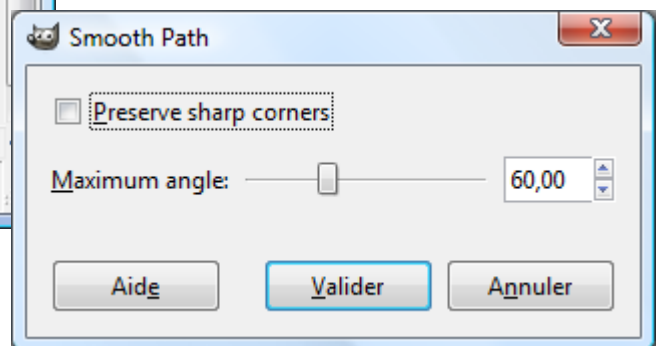 Smooth Path
Preserve sharp corners
Maximum angle: 60,00
Aide Valider Annuler